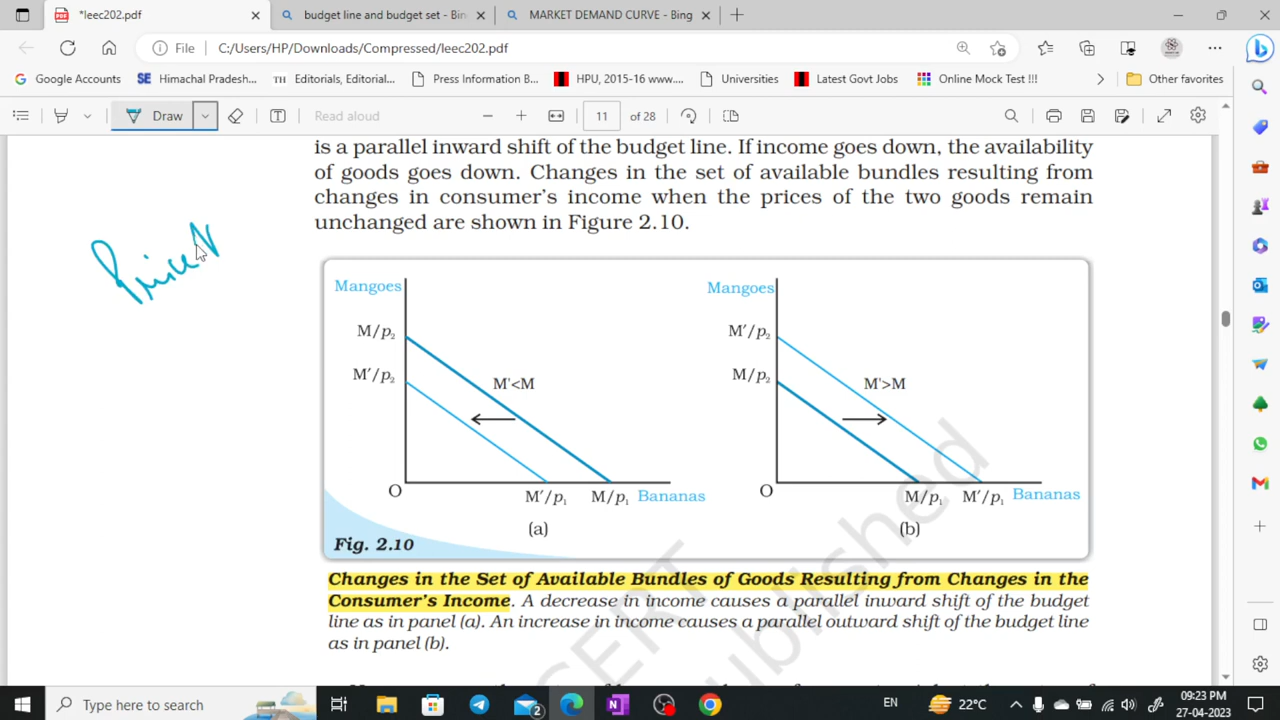 *leec202.pdf
budget line and budget set - Bin
MARKET DEMAND CURVE - Bing
File C:/Users/HP/Downloads/Compressed/leec202.pdf
Google Accounts
Himachal Pradesh...
Editorials, Editorial...
Press Information B...
HPU, 2015-16 www....
Universities
Latest Govt Jobs
Online Mock Test !!!
Other favorites
Draw
Read aloud
11 of 28
is a parallel inward shift of the budget line. If income goes down, the availability
of goods goes down. Changes in the set of available bundles resulting from
changes in consumer's income when the prices of the two goods remain
unchanged are shown in Figure 2.10.
Price
Mangoes
M/p₂
M′/p₂
M'<M
O
M′/p₁
M/p₁
Bananas
(a)
Mangoes
M′/p₂
M/p₂
M'>M
O
M/p₁
M′/p₁
Bananas
(b)
Fig. 2.10
Changes in the Set of Available Bundles of Goods Resulting from Changes in the
Consumer's Income. A decrease in income causes a parallel inward shift of the budget
line as in panel (a). An increase in income causes a parallel outward shift of the budget line
as in panel (b).
Type here to search
2
22°C
EN
09:23 PM
27-04-2023